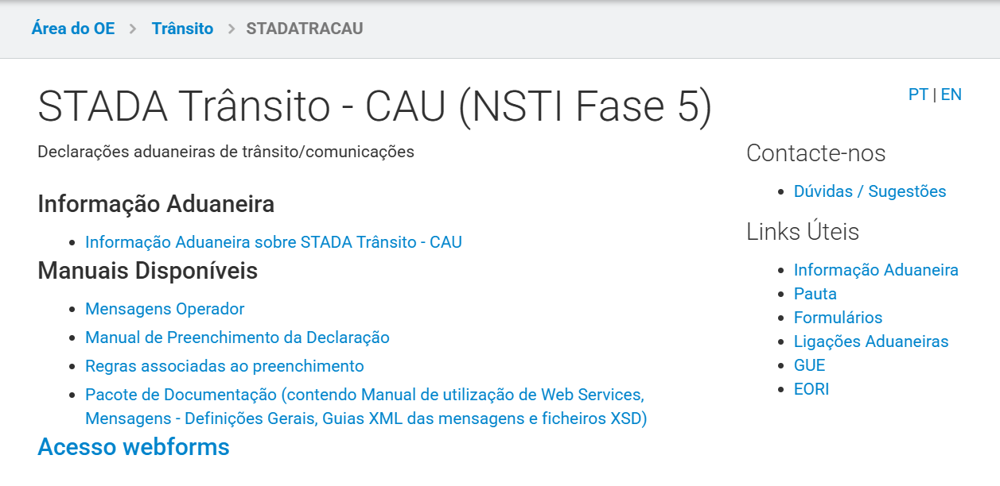 Área do OE > Trânsito > STADATRACAU
STADA Trânsito - CAU (NSTI Fase 5)
PT | EN
Declarações aduaneiras de trânsito/comunicações
Informação Aduaneira
Informação Aduaneira sobre STADA Trânsito - CAU
Manuais Disponíveis
Mensagens Operador
Manual de Preenchimento da Declaração
Regras associadas ao preenchimento
Pacote de Documentação (contendo Manual de utilização de Web Services,
Mensagens - Definições Gerais, Guias XML das mensagens e ficheiros XSD)
Acesso webforms
Contacte-nos
Dúvidas / Sugestões
Links Úteis
Informação Aduaneira
Pauta
Formulários
Ligações Aduaneiras
GUE
EORI